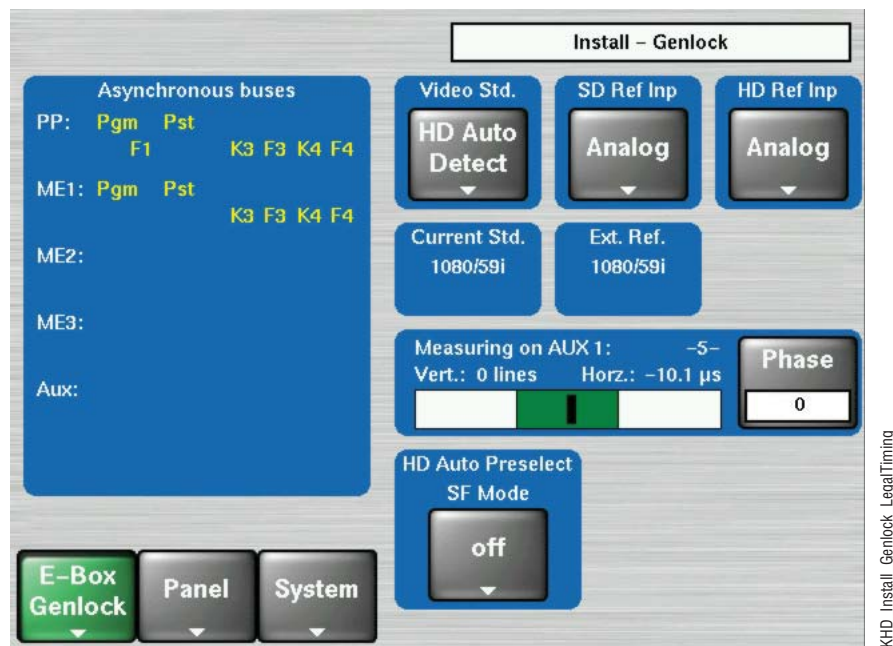 Install – Genlock
Asynchronous buses
PP: Pgm Pst
F1 K3 F3 K4 F4
ME1: Pgm Pst
K3 F3 K4 F4
ME2:
ME3:
Aux:
Video Std.
HD Auto
Detect
SD Ref Inp
Analog
HD Ref Inp
Analog
Current Std.
1080/59i
Ext. Ref.
1080/59i
Measuring on AUX 1: –5–
Vert.: 0 lines Horz.: –10.1 µs
Phase
0
HD Auto Preselect
SF Mode
off
E–Box
Genlock
Panel
System
KHD Install Genlock LegalTiming